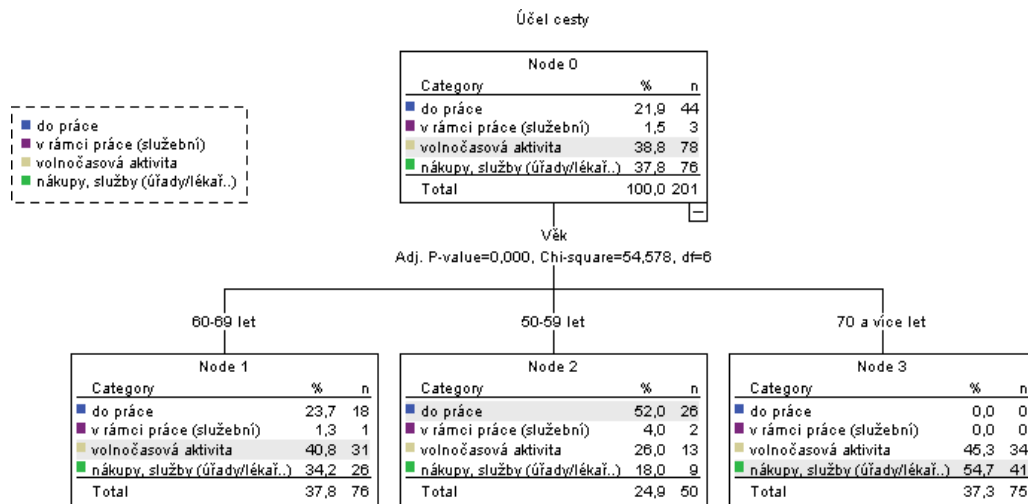 Účel cesty
Node 0
Category % n
do práce 21,9 44
v rámci práce (služební) 1,5 3
volnočasová aktivita 38,8 78
nákupy, služby (úřady/lékař..) 37,8 76
Total 100,0 201
do práce
v rámci práce (služební)
volnočasová aktivita
nákupy, služby (úřady/lékař..)
Věk
Adj. P-value=0,000, Chi-square=54,578, df=6
60-69 let
50-59 let
70 a více let
Node 1
Category % n
do práce 23,7 18
v rámci práce (služební) 1,3 1
volnočasová aktivita 40,8 31
nákupy, služby (úřady/lékař..) 34,2 26
Total 37,8 76
Node 2
Category % n
do práce 52,0 26
v rámci práce (služební) 4,0 2
volnočasová aktivita 26,0 13
nákupy, služby (úřady/lékař..) 18,0 9
Total 24,9 50
Node 3
Category % n
do práce 0,0 0
v rámci práce (služební) 0,0 0
volnočasová aktivita 45,3 34
nákupy, služby (úřady/lékař..) 54,7 41
Total 37,3 75